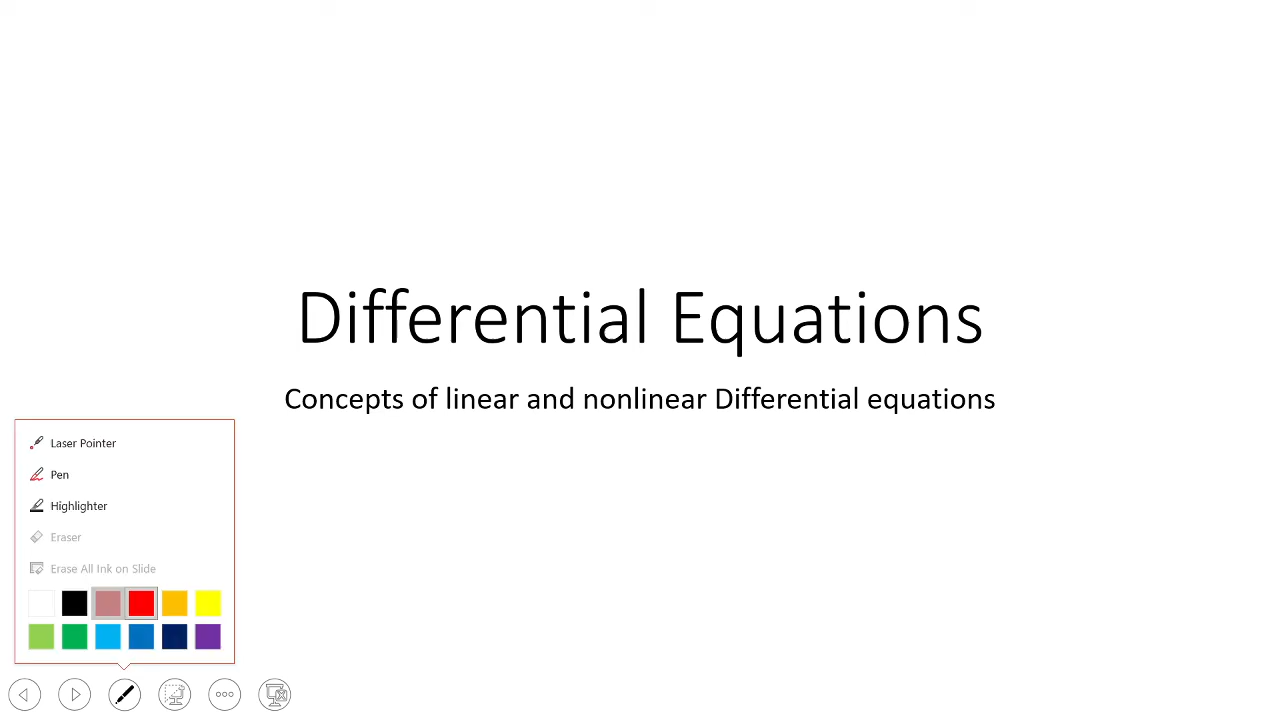 Differential Equations
Concepts of linear and nonlinear Differential equations
Laser Pointer
Pen
Highlighter
Eraser
Erase All Ink on Slide